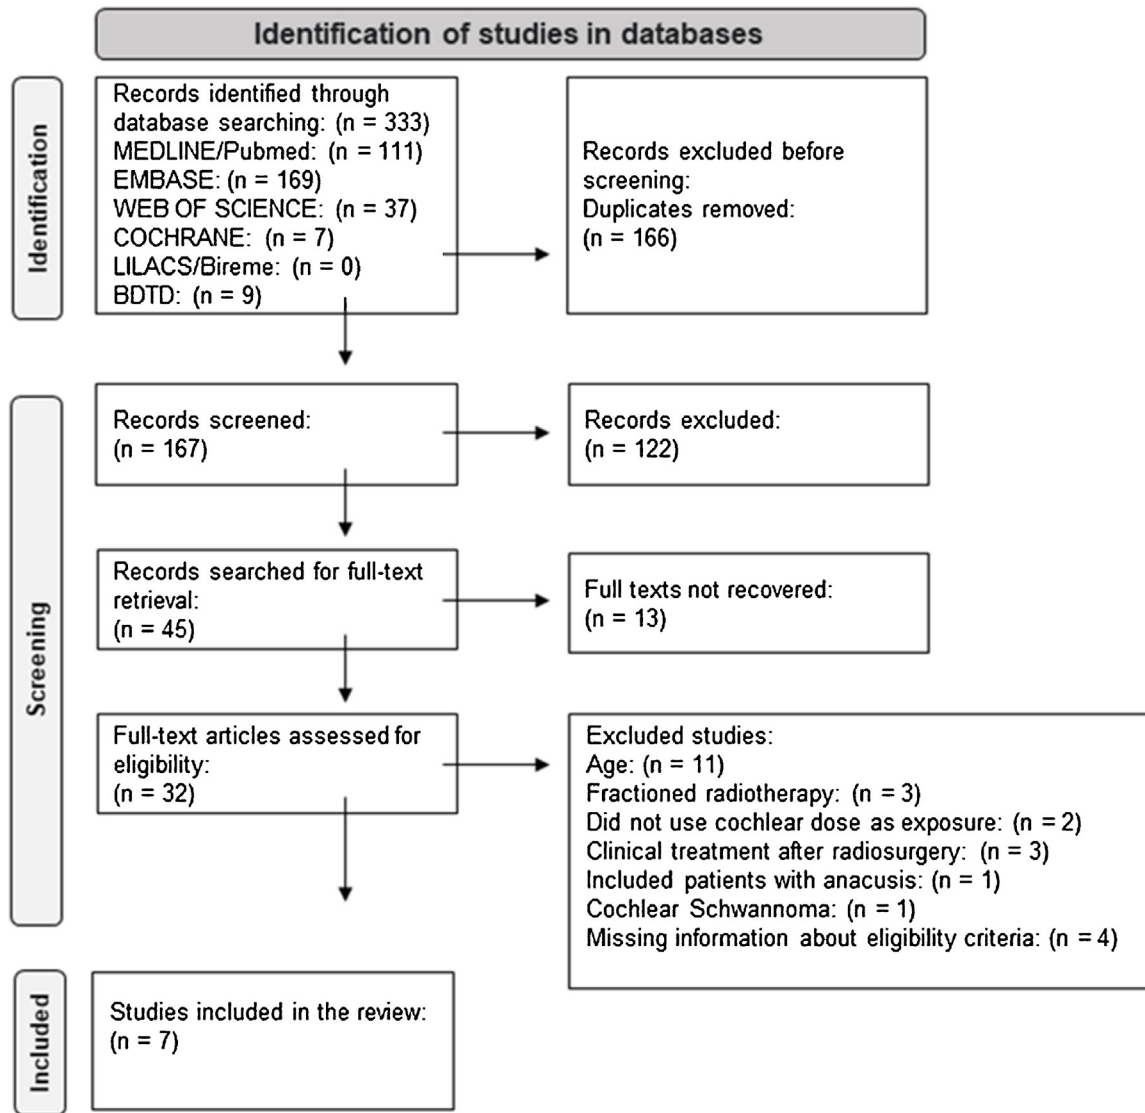 Identification of studies in databases
Identification
Records identified through
database searching: (n = 333)
MEDLINE/Pubmed: (n = 111)
EMBASE: (n = 169)
WEB OF SCIENCE: (n = 37)
COCHRANE: (n = 7)
LILACS/Bireme: (n = 0)
BDTD: (n = 9)
Records excluded before
screening:
Duplicates removed:
(n = 166)
Screening
Records screened:
(n = 167)
Records excluded:
(n = 122)
Records searched for full-text
retrieval:
(n = 45)
Full texts not recovered:
(n = 13)
Full-text articles assessed for
eligibility:
(n = 32)
Excluded studies:
Age: (n = 11)
Fractioned radiotherapy: (n = 3)
Did not use cochlear dose as exposure: (n = 2)
Clinical treatment after radiosurgery: (n = 3)
Included patients with anacusis: (n = 1)
Cochlear Schwannoma: (n = 1)
Missing information about eligibility criteria: (n = 4)
Included
Studies included in the review:
(n = 7)